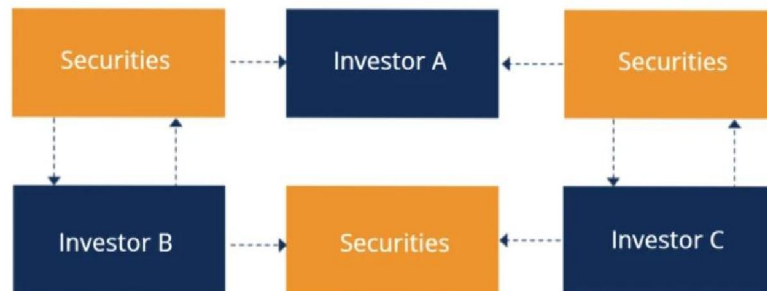 Securities
Investor A
Securities
Investor B
Securities
Investor C